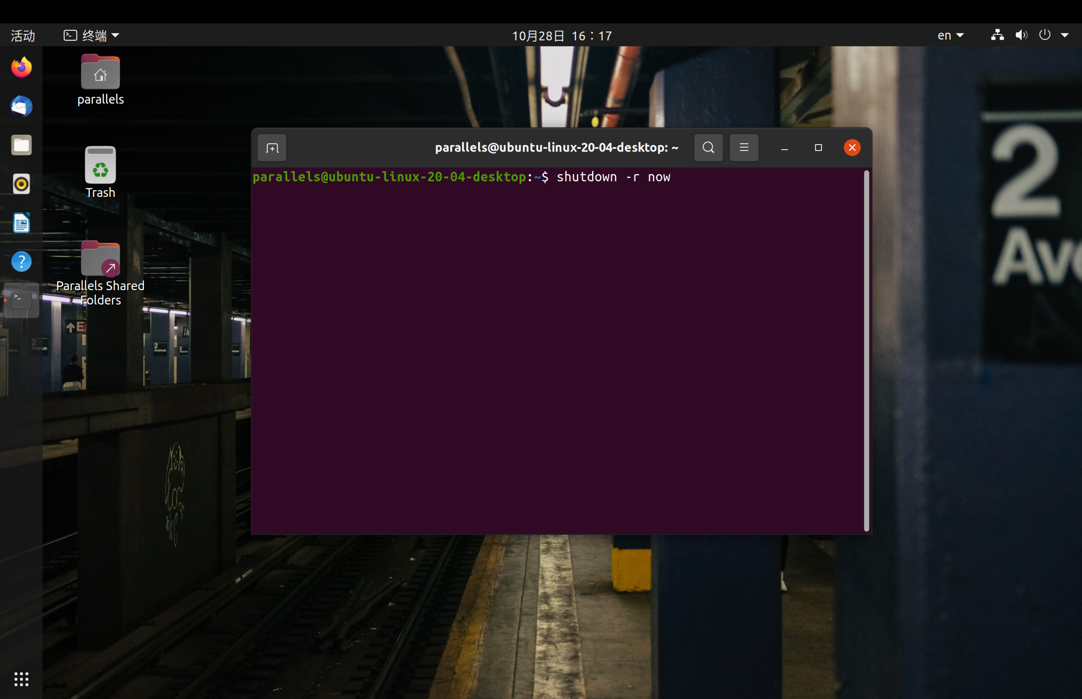 活动
终端
10月28日 16：17
en
parallels
Trash
Parallels Shared
Folders
parallels@ubuntu-linux-20-04-desktop: ~
parallels@ubuntu-linux-20-04-desktop:~$ shutdown -r now
2
Ave